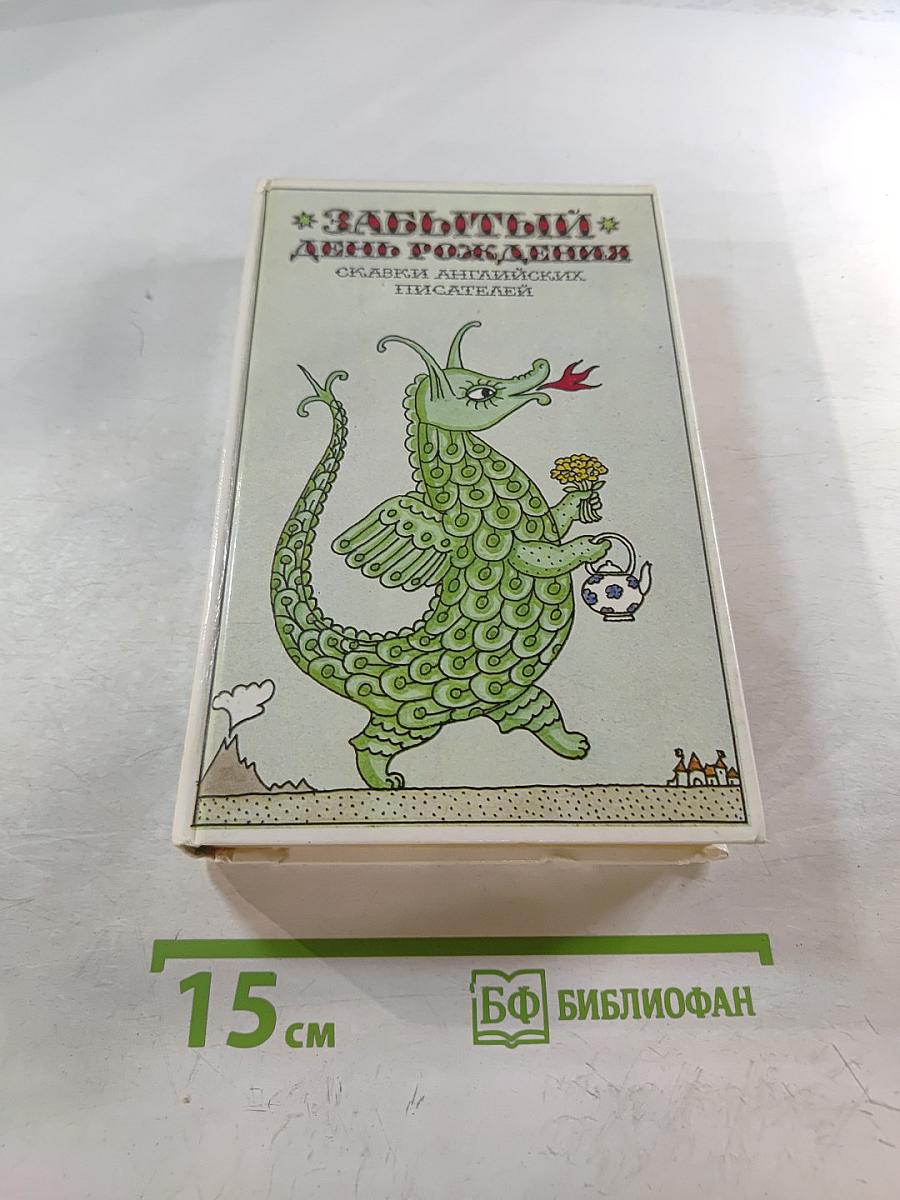 ЗАБЫТЫЙ
ДЕНЬ РОЖДЕНИЯ
СКАЗКИ АНГЛИЙСКИХ
ПИСАТЕЛЕЙ
15 см
БФ БИБЛИОФАН